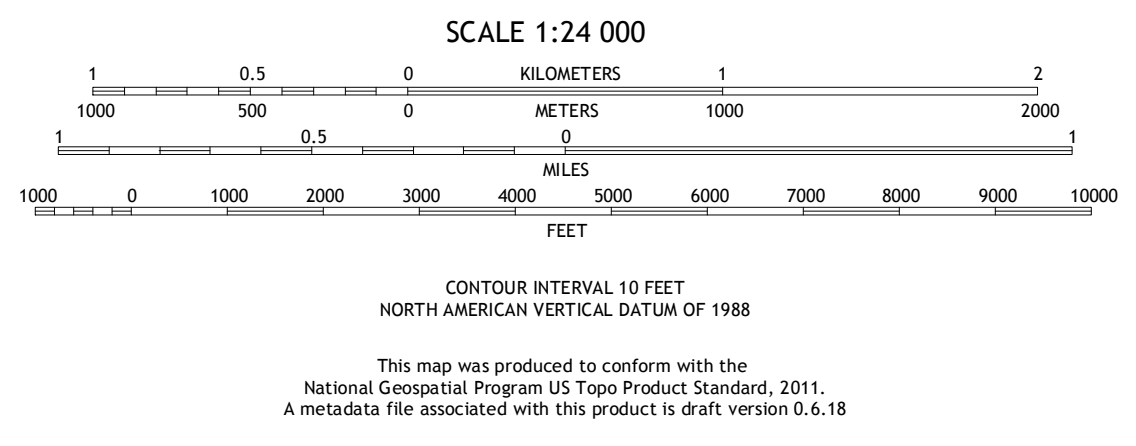 SCALE 1:24 000
1 0.5 0 KILOMETERS 1 2
1000 500 0 METERS 1000 2000
1 0.5 0 1
MILES
1000 0 1000 2000 3000 4000 5000 6000 7000 8000 9000 10000
FEET
CONTOUR INTERVAL 10 FEET
NORTH AMERICAN VERTICAL DATUM OF 1988
This map was produced to conform with the
National Geospatial Program US Topo Product Standard, 2011.
A metadata file associated with this product is draft version 0.6.18